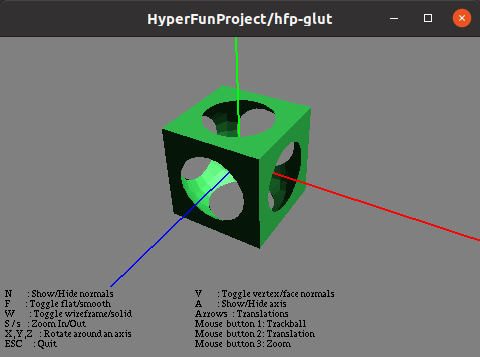 HyperFunProject/hfp-glut
N : Show/Hide normals
F : Toggle flat/smooth
W : Toggle wireframe/solid
S / s : Zoom In/Out
X,Y,Z : Rotate around an axis
ESC : Quit
V : Toggle vertex/face normals
A : Show/Hide axis
Arrows : Translations
Mouse button 1: Trackball
Mouse button 2: Translation
Mouse button 3: Zoom